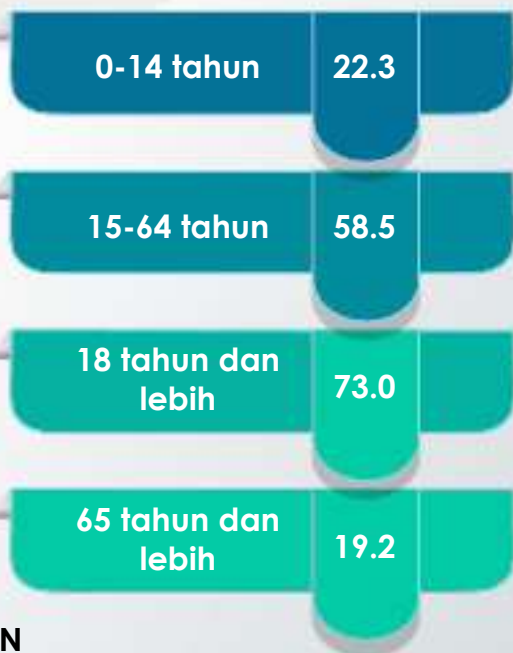 0-14 tahun 22.3
15-64 tahun 58.5
18 tahun dan
lebih 73.0
65 tahun dan
lebih 19.2
N